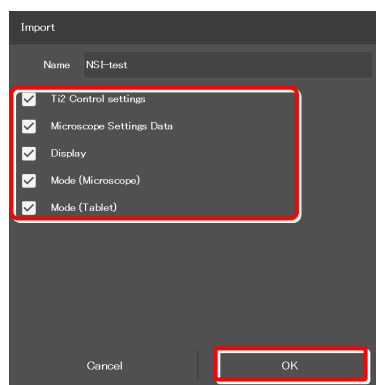 Import
Name NSI-test
Ti2 Control settings
Microscope Settings Data
Display
Mode (Microscope)
Mode (Tablet)
Cancel OK